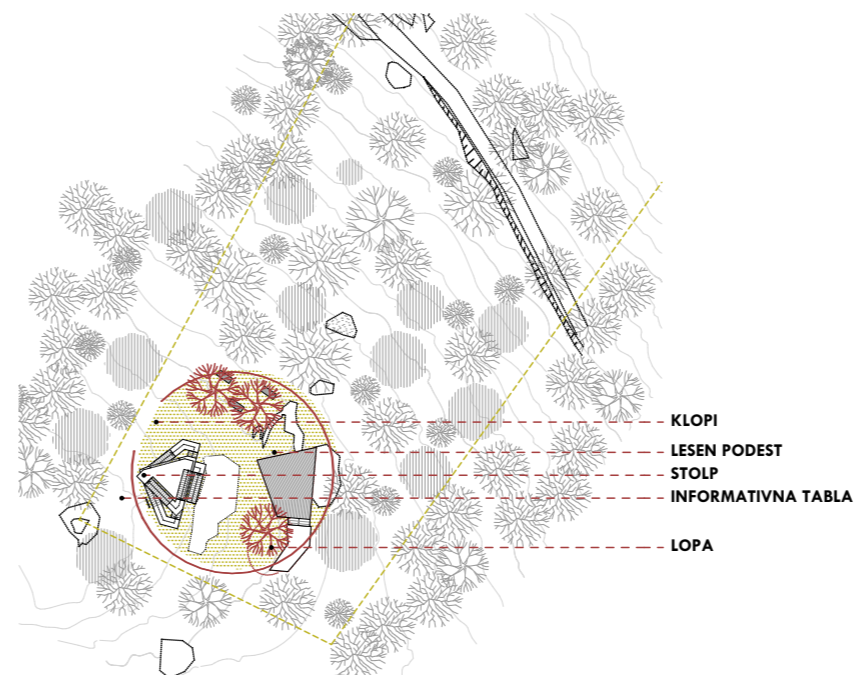 KLOPI
LESEN PODEST
STOLP
INFORMATIVNA TABLA
LOPA